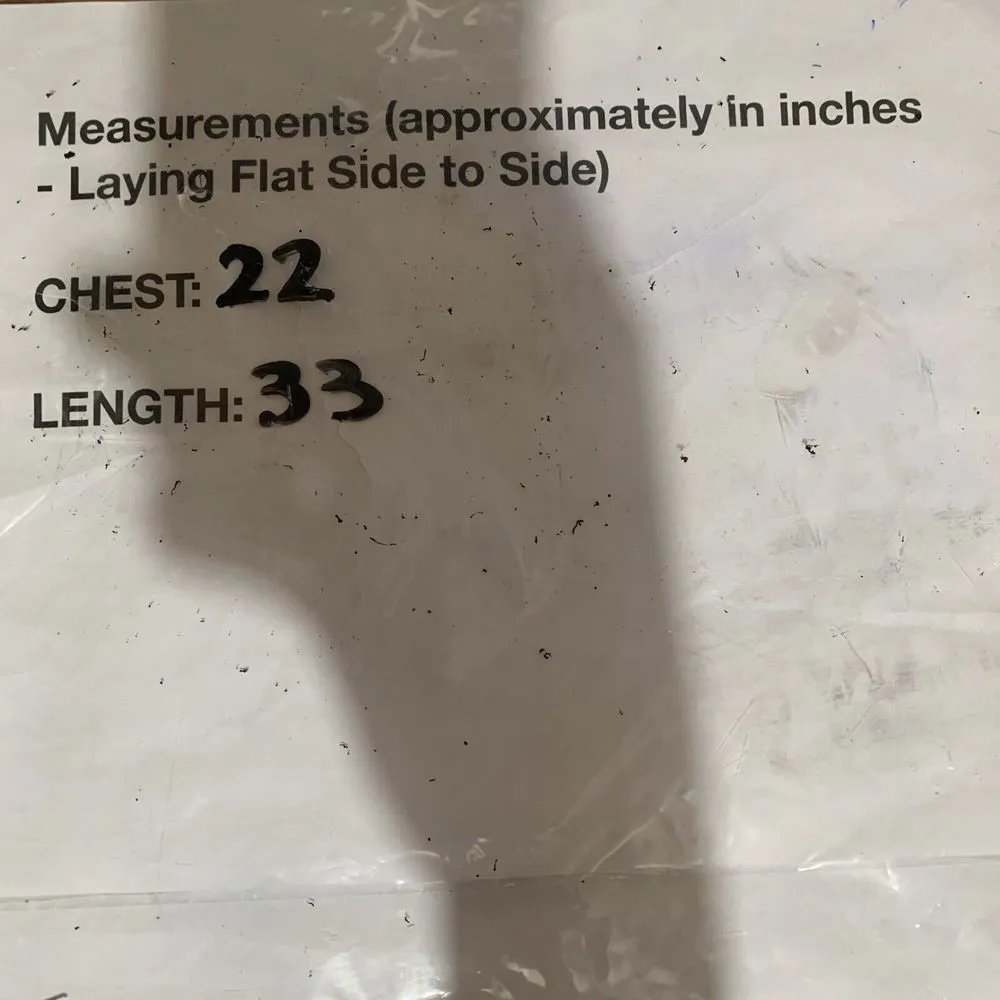 Measurements (approximately in inches
- Laying Flat Side to Side)
CHEST: 22
LENGTH: 33